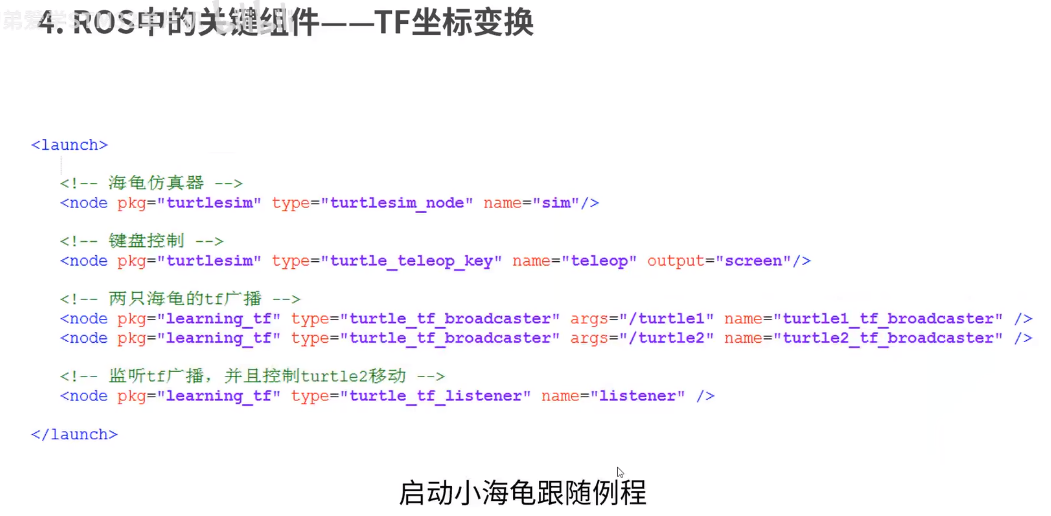 4. ROS中的关键组件——TF坐标变换
<launch>
<!-- 海龟仿真器 -->
<node pkg="turtlesim" type="turtlesim_node" name="sim"/>
<!-- 键盘控制 -->
<node pkg="turtlesim" type="turtle_teleop_key" name="teleop" output="screen"/>
<!-- 两只海龟的tf广播 -->
<node pkg="learning_tf" type="turtle_tf_broadcaster" args="/turtle1" name="turtle1_tf_broadcaster" />
<node pkg="learning_tf" type="turtle_tf_broadcaster" args="/turtle2" name="turtle2_tf_broadcaster" />
<!-- 监听tf广播，并且控制turtle2移动 -->
<node pkg="learning_tf" type="turtle_tf_listener" name="listener" />
</launch>
启动小海龟跟随例程